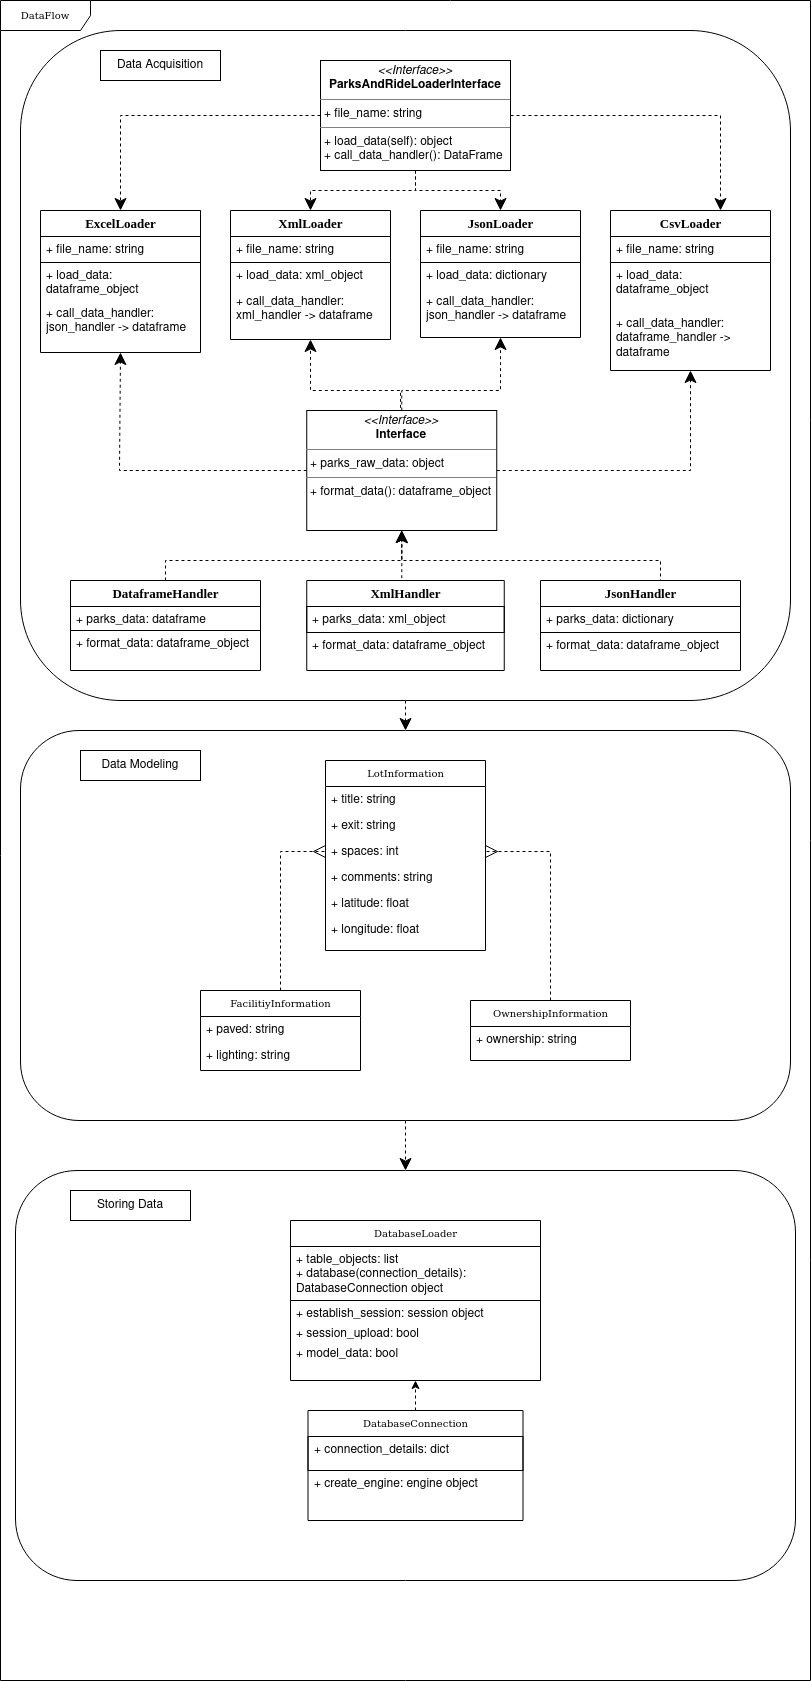 DataFlow
Data Acquisition
<<Interface>>
ParksAndRideLoaderInterface
+ file_name: string
+ load_data(self): object
+ call_data_handler(): DataFrame
ExcelLoader
+ file_name: string
+ load_data:
dataframe_object
+ call_data_handler:
json_handler -> dataframe
XmlLoader
+ file_name: string
+ load_data: xml_object
+ call_data_handler:
xml_handler -> dataframe
JsonLoader
+ file_name: string
+ load_data: dictionary
+ call_data_handler:
json_handler -> dataframe
CsvLoader
+ file_name: string
+ load_data:
dataframe_object
+ call_data_handler:
dataframe_handler ->
dataframe
<<Interface>>
Interface
+ parks_raw_data: object
+ format_data(): dataframe_object
DataframeHandler
+ parks_data: dataframe
+ format_data: dataframe_object
XmlHandler
+ parks_data: xml_object
+ format_data: dataframe_object
JsonHandler
+ parks_data: dictionary
+ format_data: dataframe_object
Data Modeling
LotInformation
+ title: string
+ exit: string
+ spaces: int
+ comments: string
+ latitude: float
+ longitude: float
FacilitiyInformation
+ paved: string
+ lighting: string
OwnershipInformation
+ ownership: string
Storing Data
DatabaseLoader
+ table_objects: list
+ database(connection_details):
DatabaseConnection object
+ establish_session: session object
+ session_upload: bool
+ model_data: bool
DatabaseConnection
+ connection_details: dict
+ create_engine: engine object